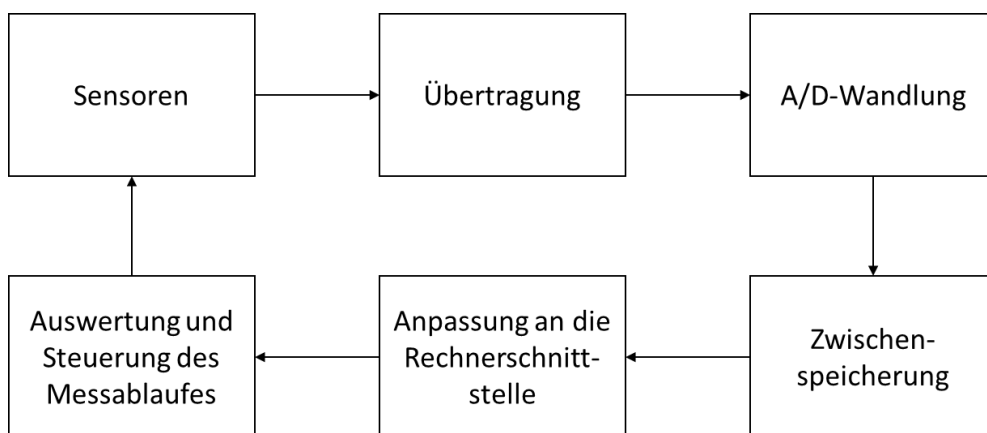 Sensoren
Übertragung
A/D-Wandlung
Auswertung und
Steuerung des
Messablaufes
Anpassung an die
Rechnerschnitt-
stelle
Zwischen-
speicherung